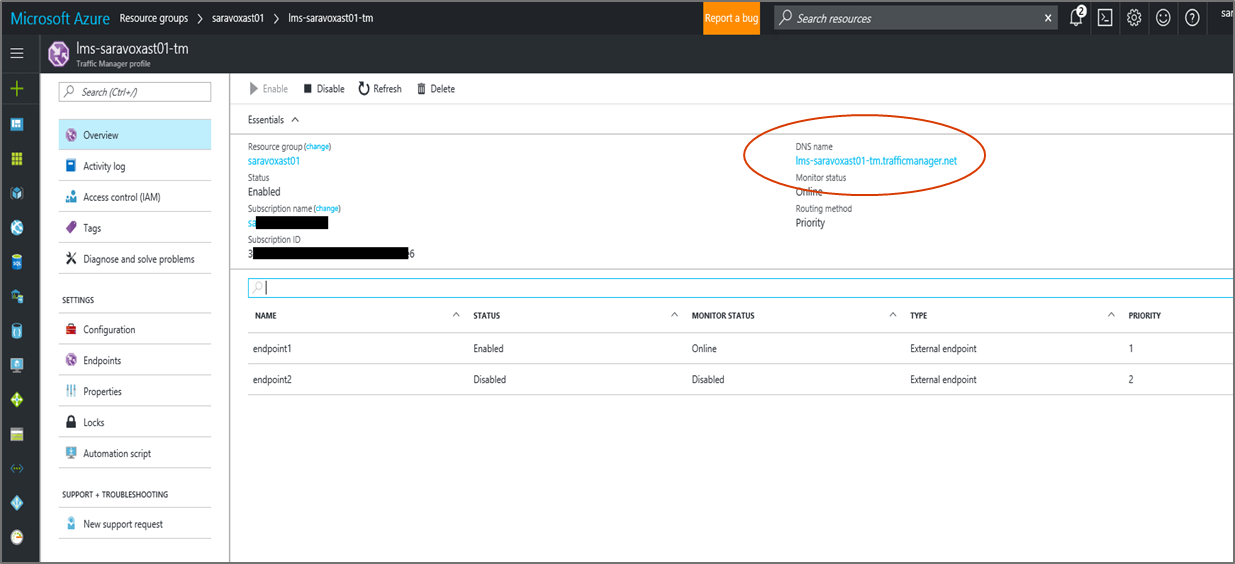 Microsoft Azure Resource groups > saravoxast01 > lms-saravoxast01-tm
Report a bug
Search resources
2
sar
lms-saravoxast01-tm
Traffic Manager profile
Search (Ctrl+/)
Overview
Activity log
Access control (IAM)
Tags
Diagnose and solve problems
SETTINGS
Configuration
Endpoints
Properties
Locks
Automation script
SUPPORT + TROUBLESHOOTING
New support request
Enable Disable Refresh Delete
Essentials
Resource group (change)
saravoxast01
Status
Enabled
Subscription name (change)
sa
Subscription ID
3 e6
DNS name
lms-saravoxast01-tm.trafficmanager.net
Monitor status
Online
Routing method
Priority
NAME STATUS MONITOR STATUS TYPE PRIORITY
endpoint1 Enabled Online External endpoint 1
endpoint2 Disabled Disabled External endpoint 2